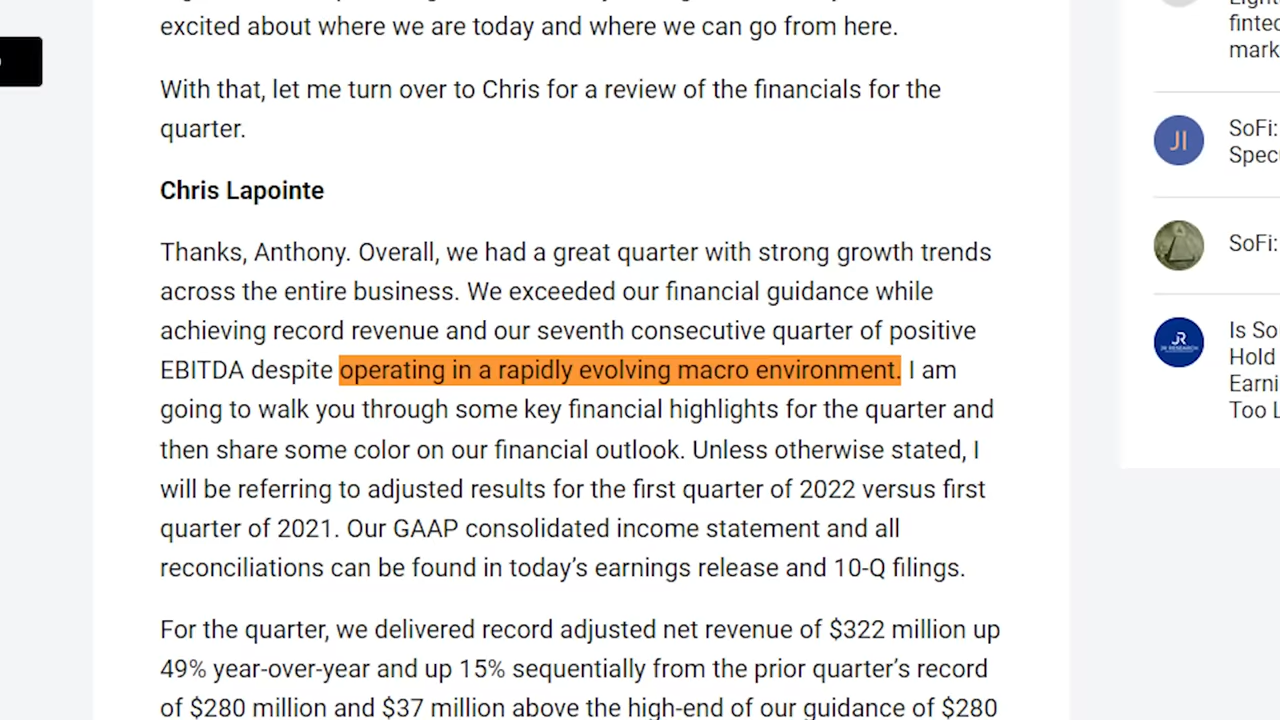 excited about where we are today and where we can go from here.
With that, let me turn over to Chris for a review of the financials for the
quarter.
Chris Lapointe
Thanks, Anthony. Overall, we had a great quarter with strong growth trends
across the entire business. We exceeded our financial guidance while
achieving record revenue and our seventh consecutive quarter of positive
EBITDA despite operating in a rapidly evolving macro environment. I am
going to walk you through some key financial highlights for the quarter and
then share some color on our financial outlook. Unless otherwise stated, I
will be referring to adjusted results for the first quarter of 2022 versus first
quarter of 2021. Our GAAP consolidated income statement and all
reconciliations can be found in today’s earnings release and 10-Q filings.
For the quarter, we delivered record adjusted net revenue of $322 million up
49% year-over-year and up 15% sequentially from the prior quarter’s record
of $280 million and $37 million above the high-end of our guidance of $280
JI
SoFi:
SoFi:
JR RESEARCH
Is So
Hold
Earni
Too L